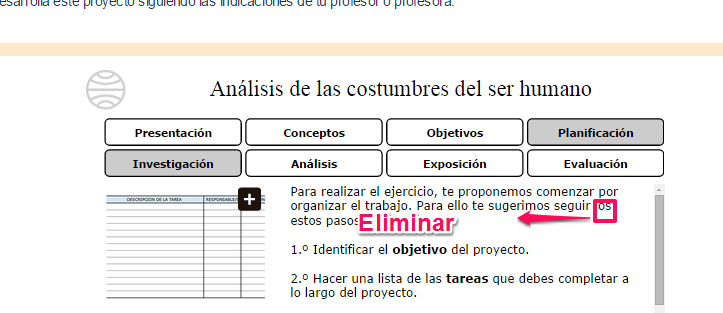 esarrolla este proyecto siguiendo las indicaciones de tu profesor o profesora.
Análisis de las costumbres del ser humano
Presentación
Conceptos
Objetivos
Planificación
Investigación
Análisis
Exposición
Evaluación
DESCRIPCIÓN DE LA TAREA
Para realizar el ejercicio, te proponemos comenzar por
organizar el trabajo. Para ello te sugerimos seguir los
estos pasos
Eliminar
1.º Identificar el objetivo del proyecto.
2.º Hacer una lista de las tareas que debes completar a
lo largo del proyecto.